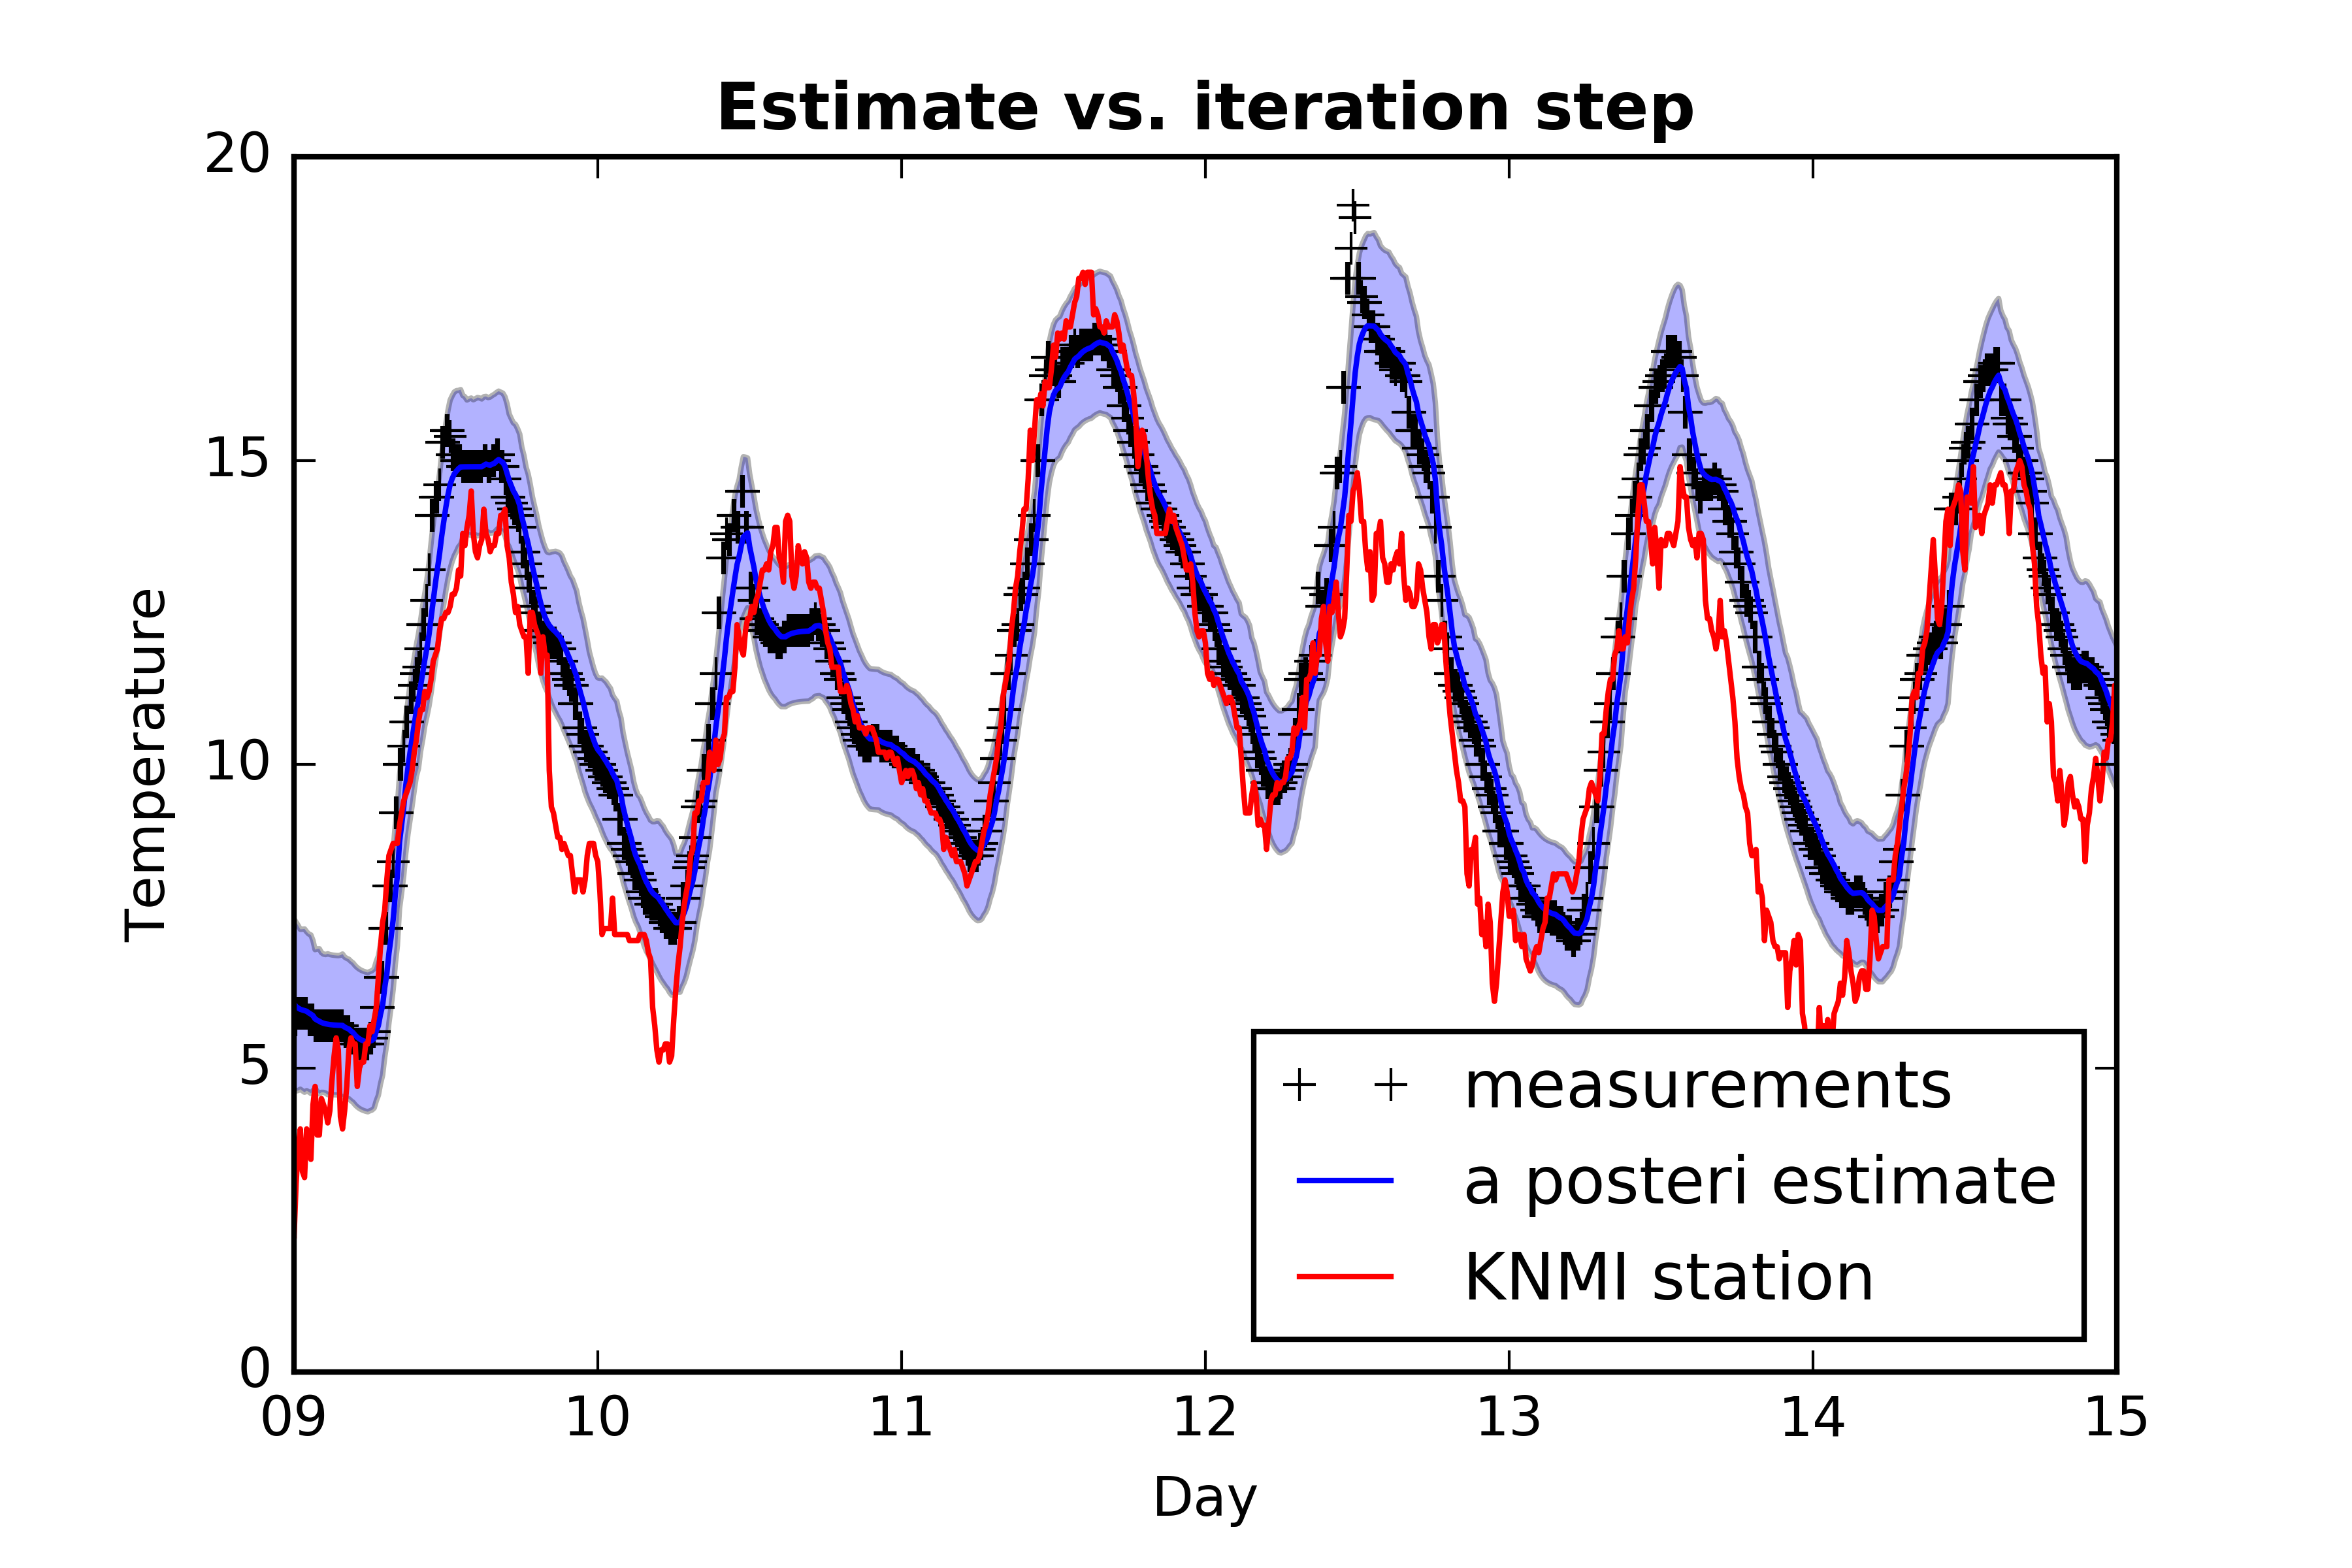 Estimate vs. iteration step
20
15
10
5
0
Temperature
09 10 11 12 13 14 15
Day
measurements
a posteri estimate
KNMI station